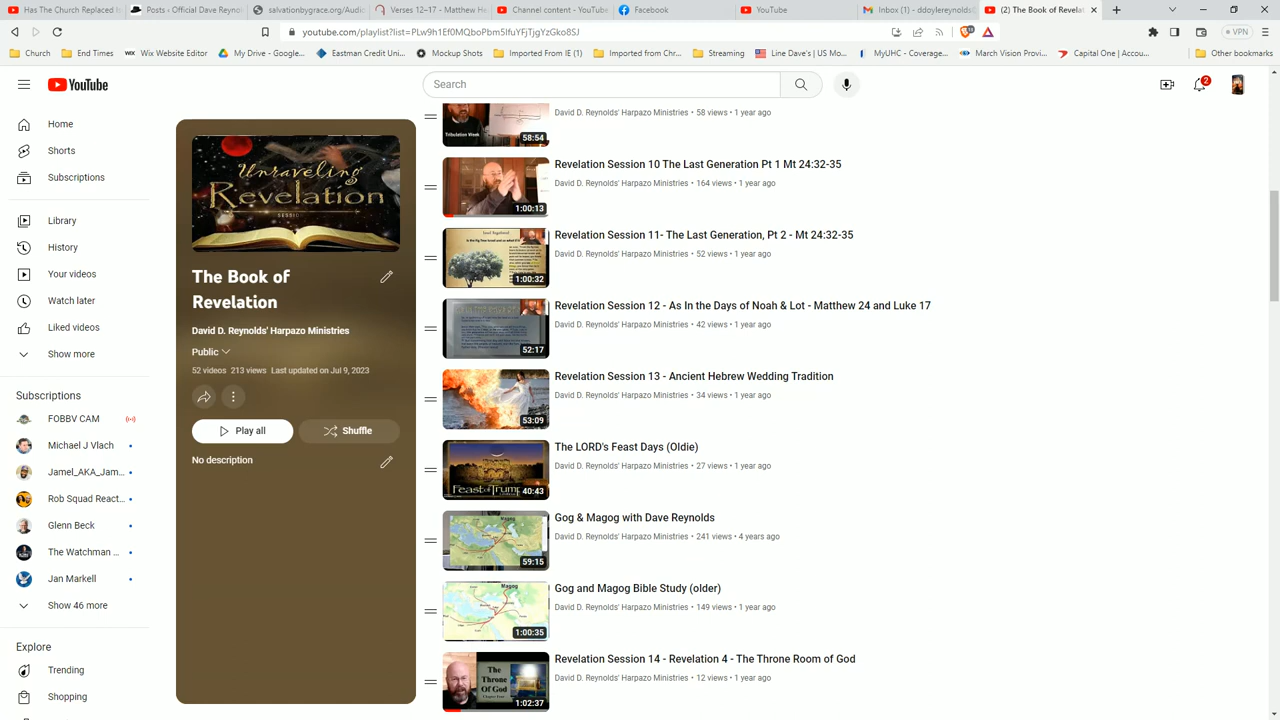 Has The Church Replaced I
Posts ‹ Official Dave Reynold
salvationbygrace.org/Audio
Verses 12–17 - Matthew He
Channel content - YouTube
Facebook
YouTube
Inbox (1) - ddoylereynolds@
(2) The Book of Revelat
youtube.com/playlist?list=PLw9h1Ef0MQboPbm5IfuYFjTjgYzGko8SJ
VPN
Church
End Times
Wix Website Editor
My Drive - Google...
Eastman Credit Uni...
Mockup Shots
Imported From IE (1)
Imported from Chr...
Streaming
Line Dave's | US Mo...
MyUHC - Coverage...
March Vision Provi...
Capital One (Accou...
Other bookmarks
YouTube
Search
2
Home
Shorts
Subscriptions
Library
History
Your videos
Watch later
Liked videos
Show more
Subscriptions
FOBBV CAM
Michael J Vlach
Jamel_AKA_Jam...
Rob Squad React...
Glenn Beck
The Watchman ...
Jan Markell
Show 46 more
Explore
Trending
Shopping
Unraveling
Revelation
SESSION
The Book of
Revelation
David D. Reynolds' Harpazo Ministries
Public
52 videos 213 views Last updated on Jul 9, 2023
Play all
Shuffle
No description
Tribulation Week
58:54
David D. Reynolds' Harpazo Ministries • 58 views • 1 year ago
1:00:13
Revelation Session 10 The Last Generation Pt 1 Mt 24:32-35
David D. Reynolds' Harpazo Ministries • 164 views • 1 year ago
1:00:32
Revelation Session 11- The Last Generation, Pt 2 - Mt 24:32-35
David D. Reynolds' Harpazo Ministries • 52 views • 1 year ago
52:17
Revelation Session 12 - As In the Days of Noah & Lot - Matthew 24 and Luke 17
David D. Reynolds' Harpazo Ministries • 42 views • 1 year ago
53:09
Revelation Session 13 - Ancient Hebrew Wedding Tradition
David D. Reynolds' Harpazo Ministries • 34 views • 1 year ago
Feast of Trump
40:43
The LORD's Feast Days (Oldie)
David D. Reynolds' Harpazo Ministries • 27 views • 1 year ago
Magog
59:15
Gog & Magog with Dave Reynolds
David D. Reynolds' Harpazo Ministries • 241 views • 4 years ago
Magog
1:00:35
Gog and Magog Bible Study (older)
David D. Reynolds' Harpazo Ministries • 149 views • 1 year ago
The
Throne
Of God
Chapter Four
1:02:37
Revelation Session 14 - Revelation 4 - The Throne Room of God
David D. Reynolds' Harpazo Ministries • 12 views • 1 year ago